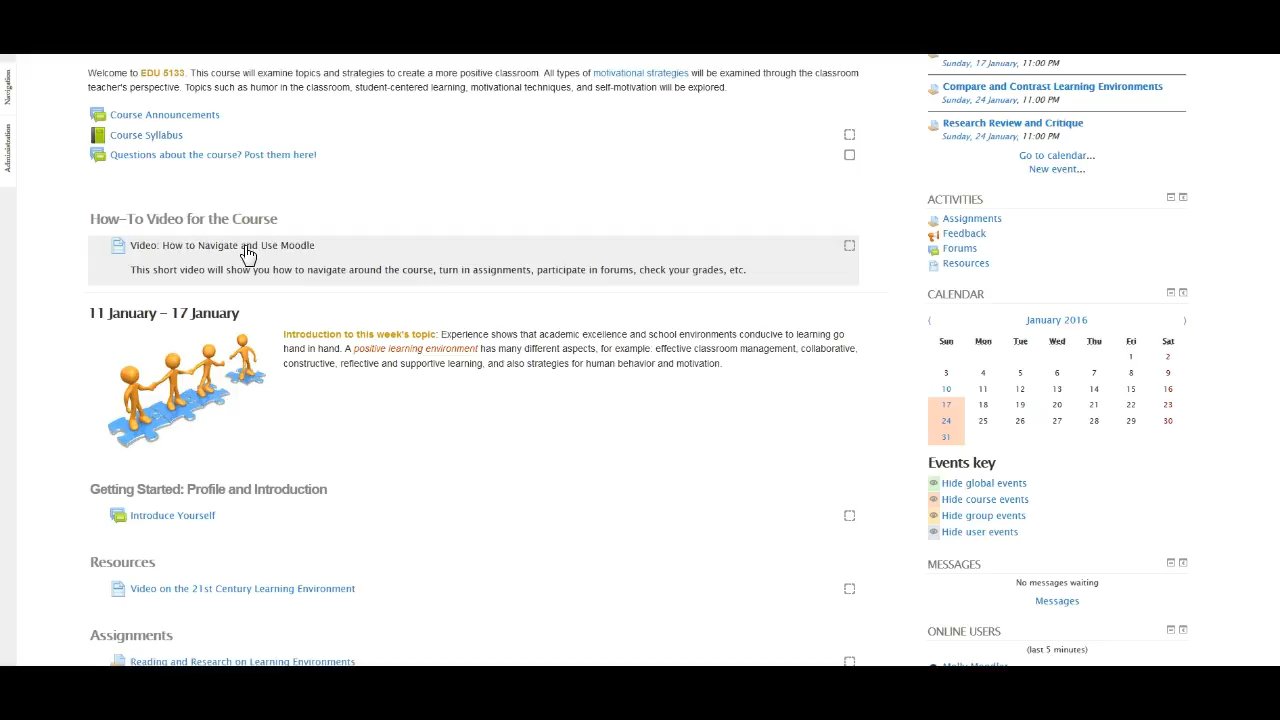 Navigation
Administration
Welcome to EDU 5133. This course will examine topics and strategies to create a more positive classroom. All types of motivational strategies will be examined through the classroom
teacher's perspective. Topics such as humor in the classroom, student-centered learning, motivational techniques, and self-motivation will be explored.
Course Announcements
Course Syllabus
Questions about the course? Post them here!
How-To Video for the Course
Video: How to Navigate and Use Moodle
This short video will show you how to navigate around the course, turn in assignments, participate in forums, check your grades, etc.
11 January - 17 January
Introduction to this week's topic: Experience shows that academic excellence and school environments conducive to learning go
hand in hand. A positive learning environment has many different aspects, for example: effective classroom management, collaborative,
constructive, reflective and supportive learning, and also strategies for human behavior and motivation.
Getting Started: Profile and Introduction
Introduce Yourself
Resources
Video on the 21st Century Learning Environment
Assignments
Reading and Research on Learning Environments
Sunday, 17 January, 11:00 PM
Compare and Contrast Learning Environments
Sunday, 24 January, 11:00 PM
Research Review and Critique
Sunday, 24 January, 11:00 PM
Go to calendar...
New event...
ACTIVITIES
Assignments
Feedback
Forums
Resources
CALENDAR
January 2016
Sun Mon Tue Wed Thu Fri Sat
1 2
3 4 5 6 7 8 9
10 11 12 13 14 15 16
17 18 19 20 21 22 23
24 25 26 27 28 29 30
31
Events key
Hide global events
Hide course events
Hide group events
Hide user events
MESSAGES
No messages waiting
Messages
ONLINE USERS
(last 5 minutes)